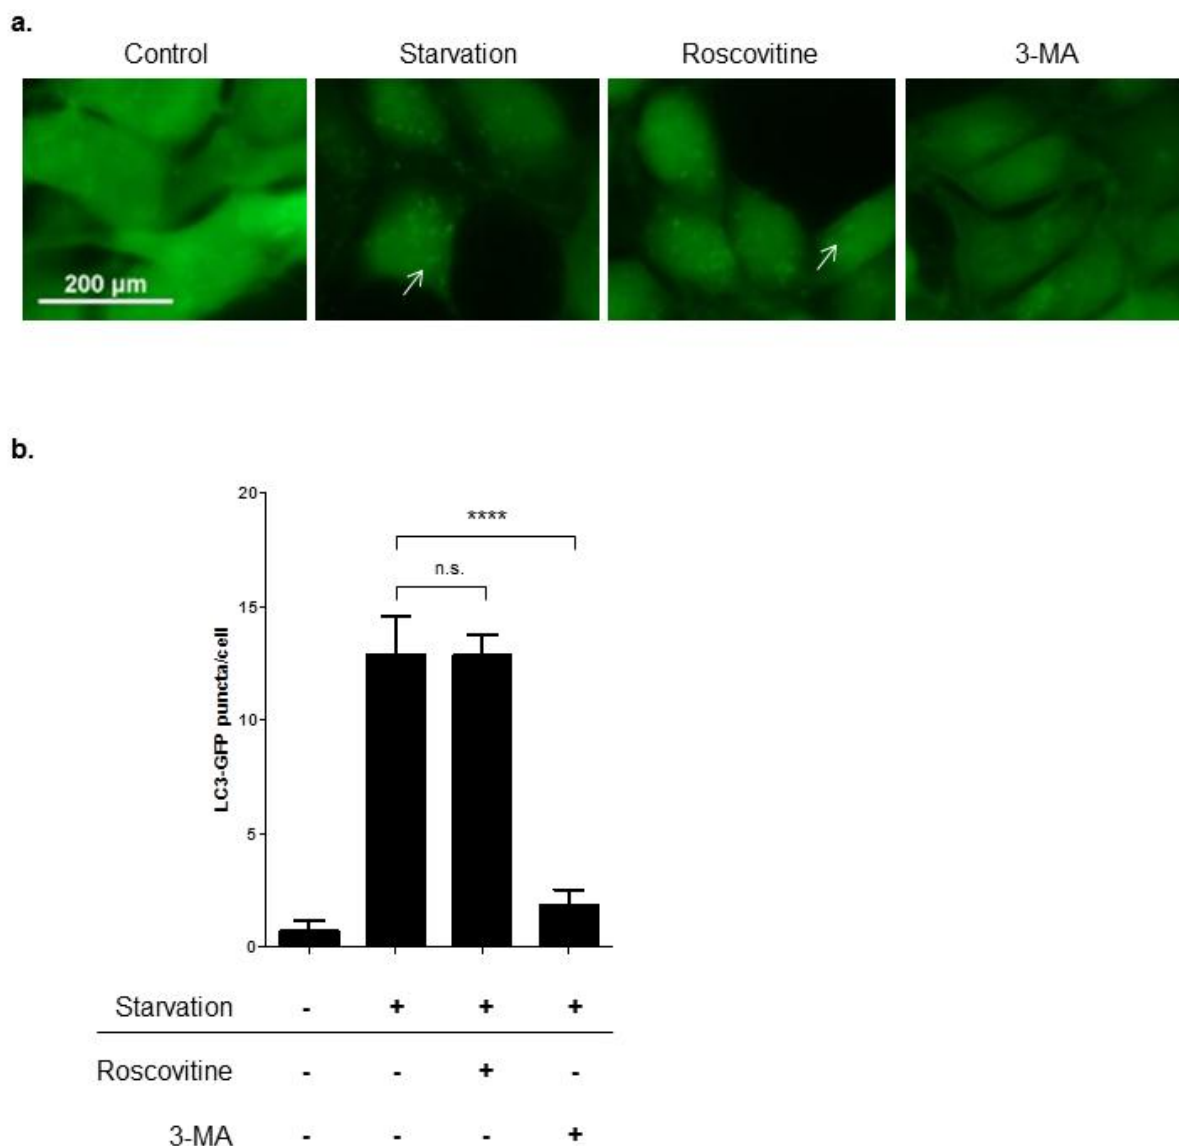 a.
Control Starvation Roscovitine 3-MA
200 µm
b.
20
****
n.s.
15
10
5
0
LC3-GFP puncta/cell
Starvation - + + +
Roscovitine - - + -
3-MA - - - +